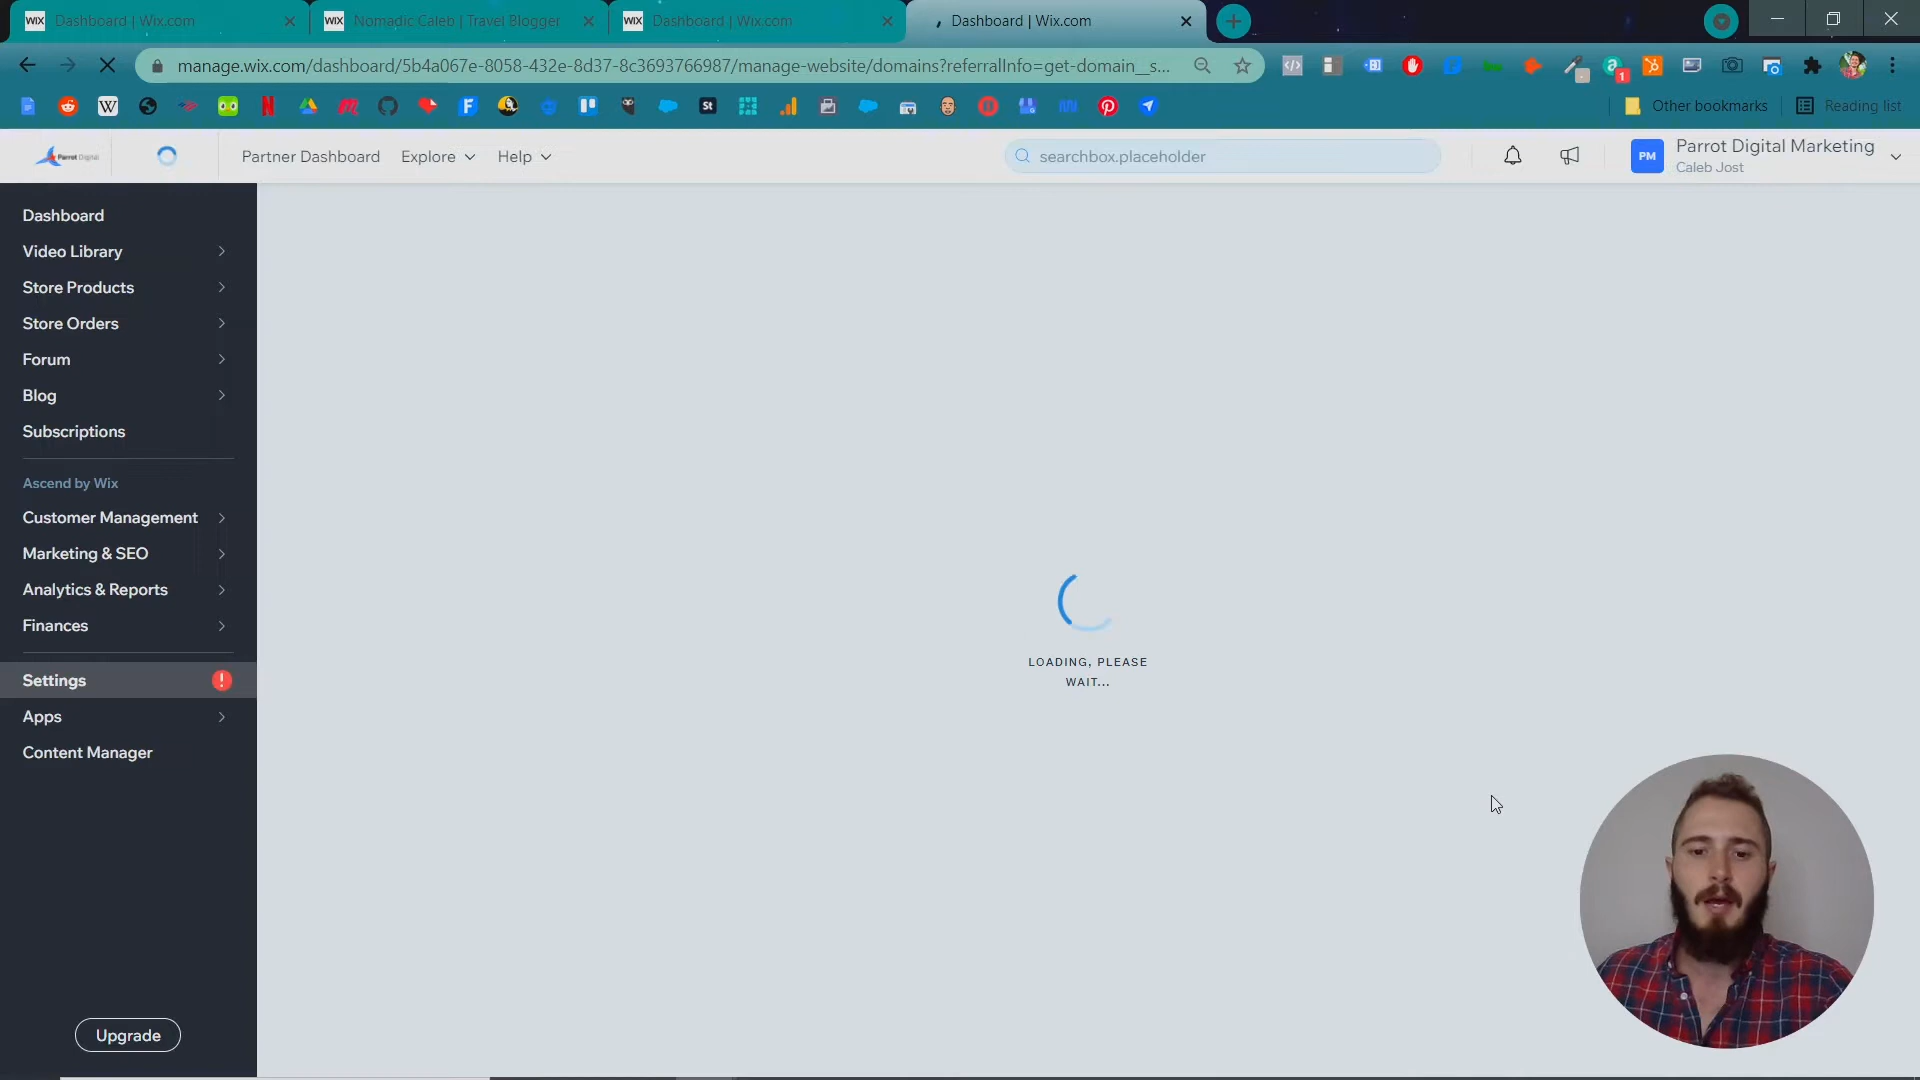 Dashboard | Wix.com
Nomadic Caleb | Travel Blogger
Dashboard | Wix.com
Dashboard | Wix.com
manage.wix.com/dashboard/5b4a067e-8058-432e-8d37-8c3693766987/manage-website/domains?referralInfo=get-domain__s...
Other bookmarks
Reading list
Parrot Digital
Partner Dashboard
Explore
Help
searchbox.placeholder
PM
Parrot Digital Marketing
Caleb Jost
Dashboard
Video Library
Store Products
Store Orders
Forum
Blog
Subscriptions
Ascend by Wix
Customer Management
Marketing & SEO
Analytics & Reports
Finances
Settings
Apps
Content Manager
Upgrade
LOADING, PLEASE
WAIT...